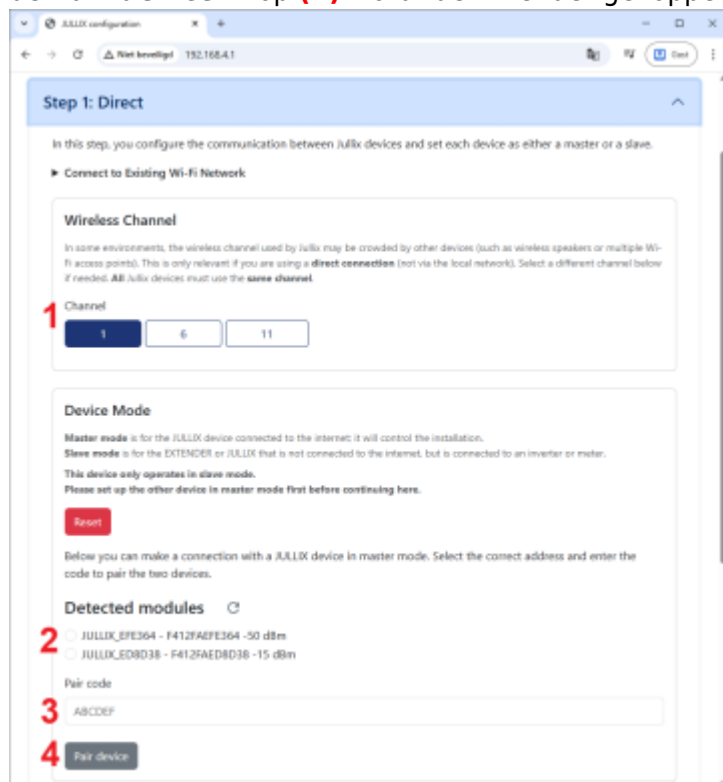 JULLIX configuration
Niet beveiligd 192.168.4.1
Gast
Step 1: Direct
In this step, you configure the communication between Jullix devices and set each device as either a master or a slave.
▶ Connect to Existing Wi-Fi Network
Wireless Channel
In some environments, the wireless channel used by Jullix may be crowded by other devices (such as wireless speakers or multiple Wi-
Fi access points). This is only relevant if you are using a direct connection (not via the local network). Select a different channel below
if needed. All Jullix devices must use the same channel.
Channel
1
1 6 11
Device Mode
Master mode is for the JULLIX device connected to the internet; it will control the installation.
Slave mode is for the EXTENDER or JULLIX that is not connected to the internet, but is connected to an inverter or meter.
This device only operates in slave mode.
Please set up the other device in master mode first before continuing here.
Reset
Below you can make a connection with a JULLIX device in master mode. Select the correct address and enter the
code to pair the two devices.
Detected modules
2
JULLIX_EFE364 - F412FAEFE364 -50 dBm
JULLIX_ED8D38 - F412FAED8D38 -15 dBm
Pair code
3 ABCDEF
4 Pair device